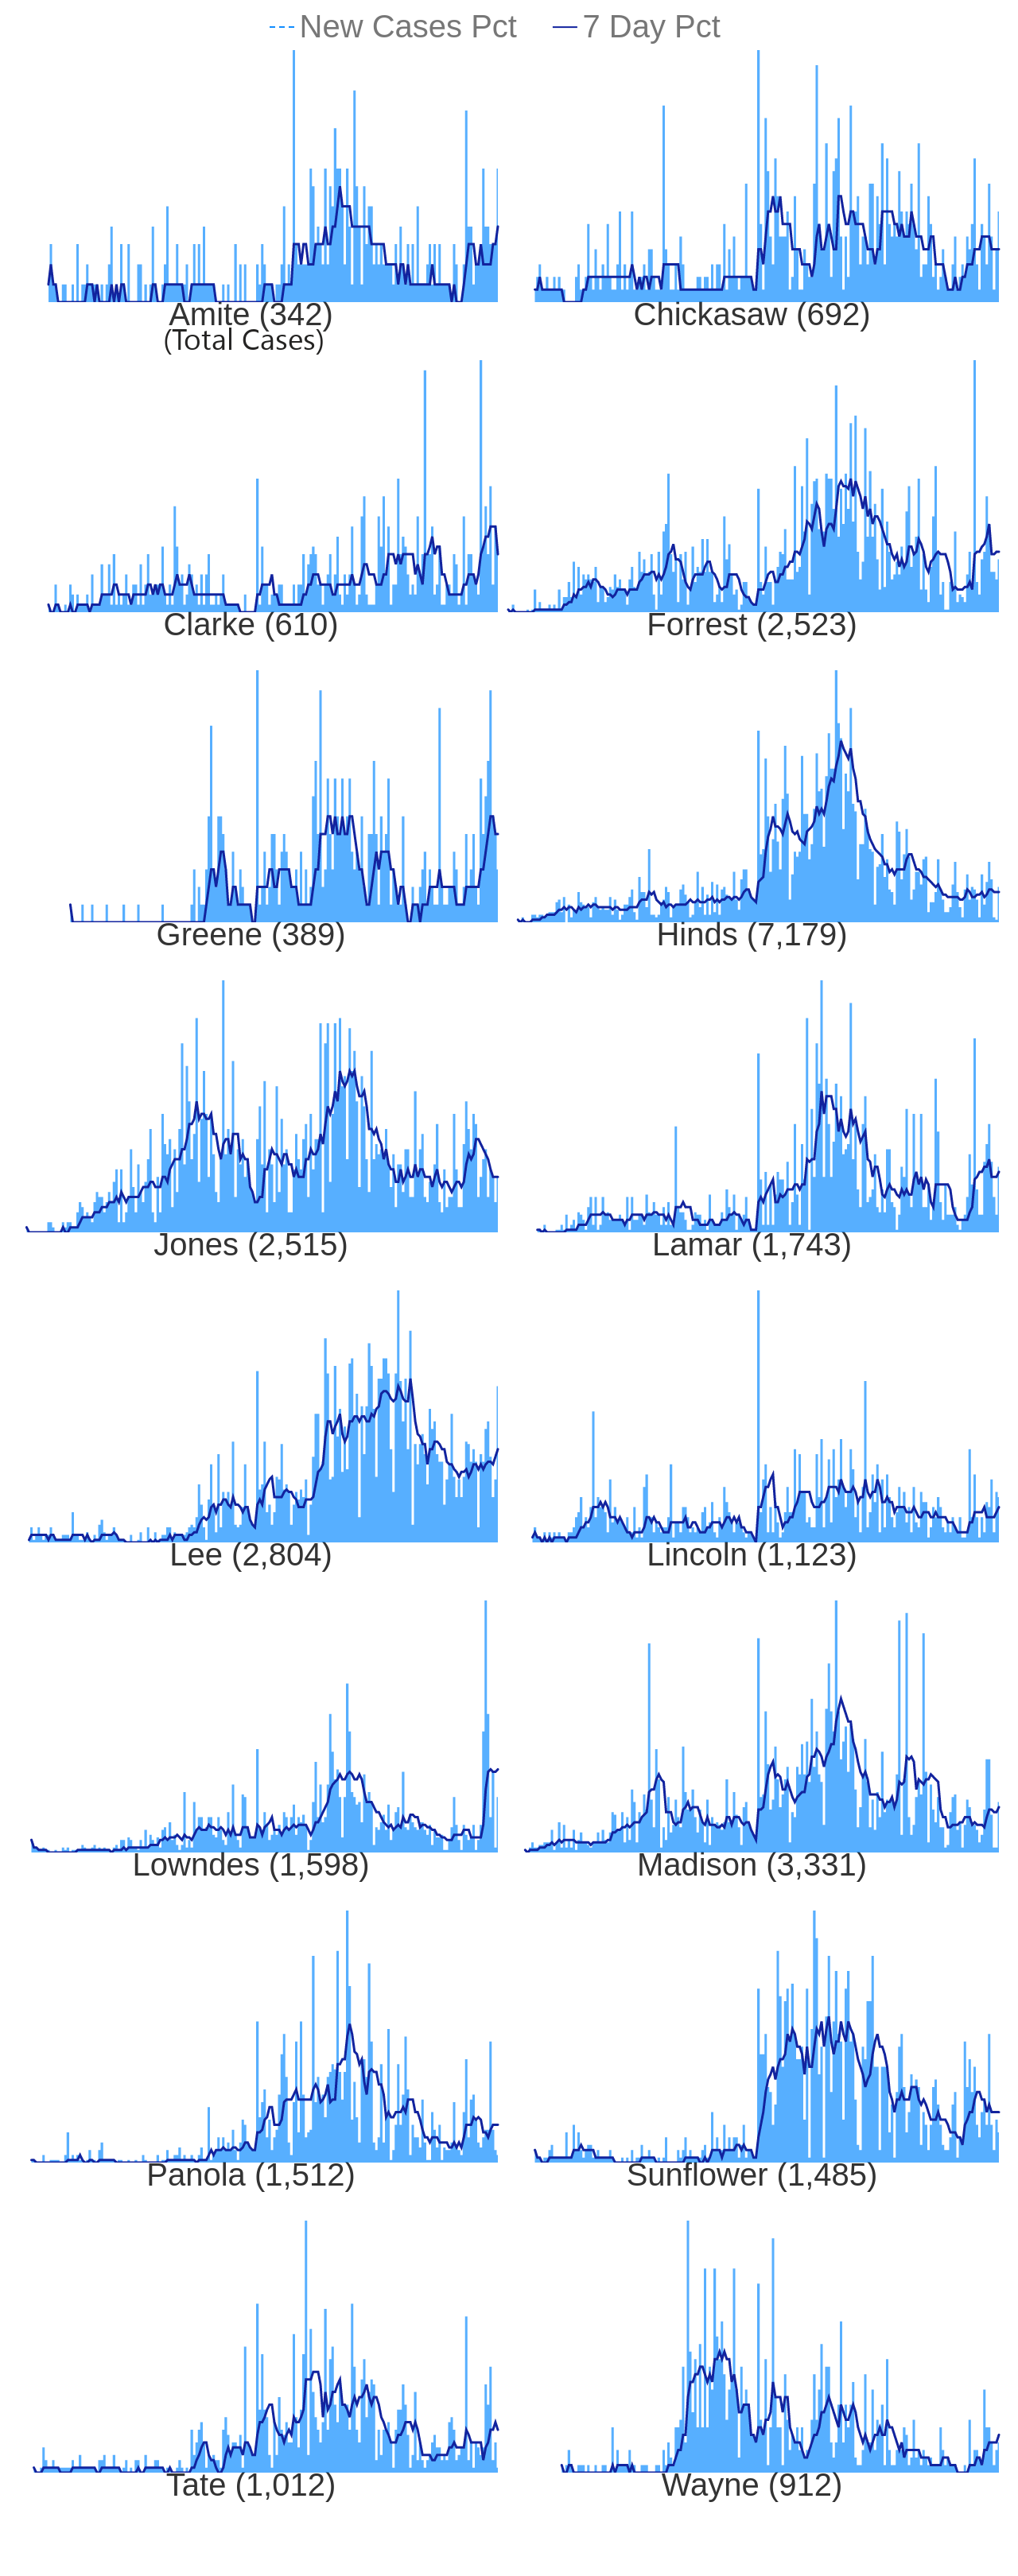 New Cases Pct 7 Day Pct
Amite (342) Chickasaw (692)
(Total Cases)
Clarke (610) Forrest (2,523)
Greene (389) Hinds (7,179)
Jones (2,515) Lamar (1,743)
Lee (2,804) Lincoln (1,123)
Lowndes (1,598) Madison (3,331)
Panola (1,512) Sunflower (1,485)
Tate (1,012) Wayne (912)